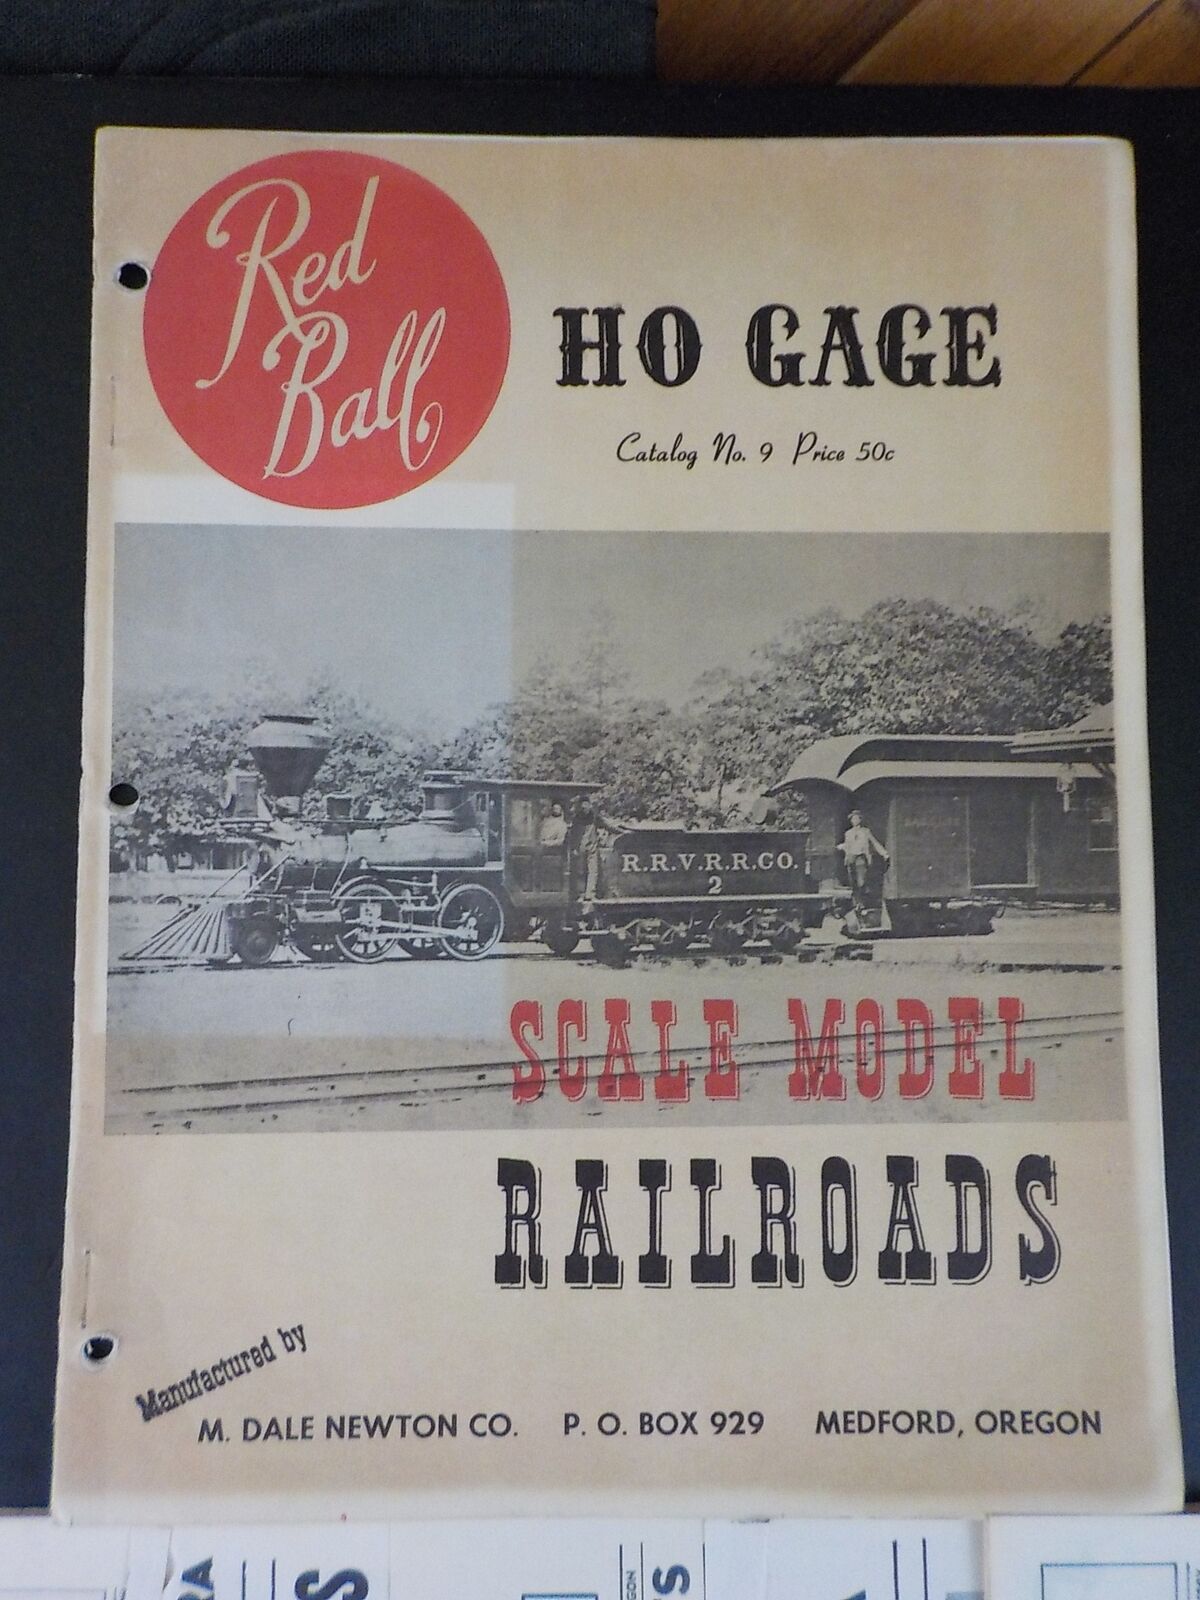 Red
Ball
HO GAGE
Catalog No. 9 Price 50c
R.R.V.R.R.CO.
2
SCALE MODEL
RAILROADS
Manufactured by
M. DALE NEWTON CO. P. O. BOX 929 MEDFORD, OREGON